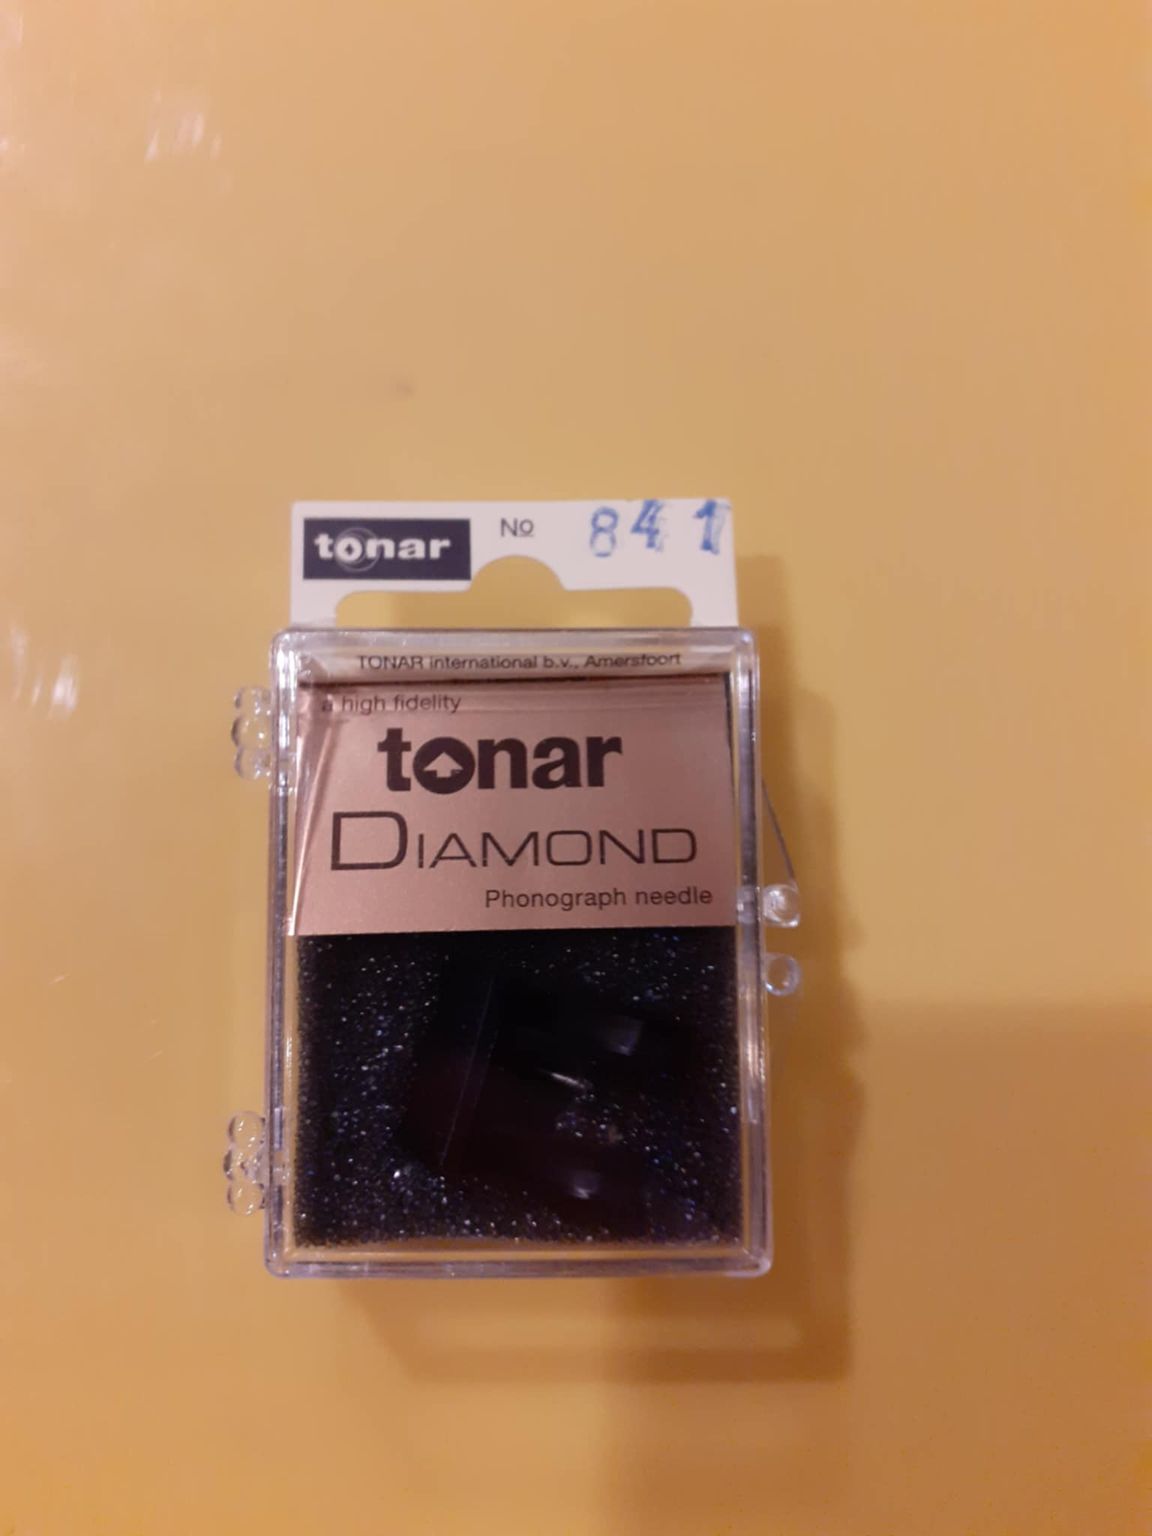 tonar
Nº 841
TONAR international b.v., Amersfoort
a high fidelity
tonar
DIAMOND
Phonograph needle